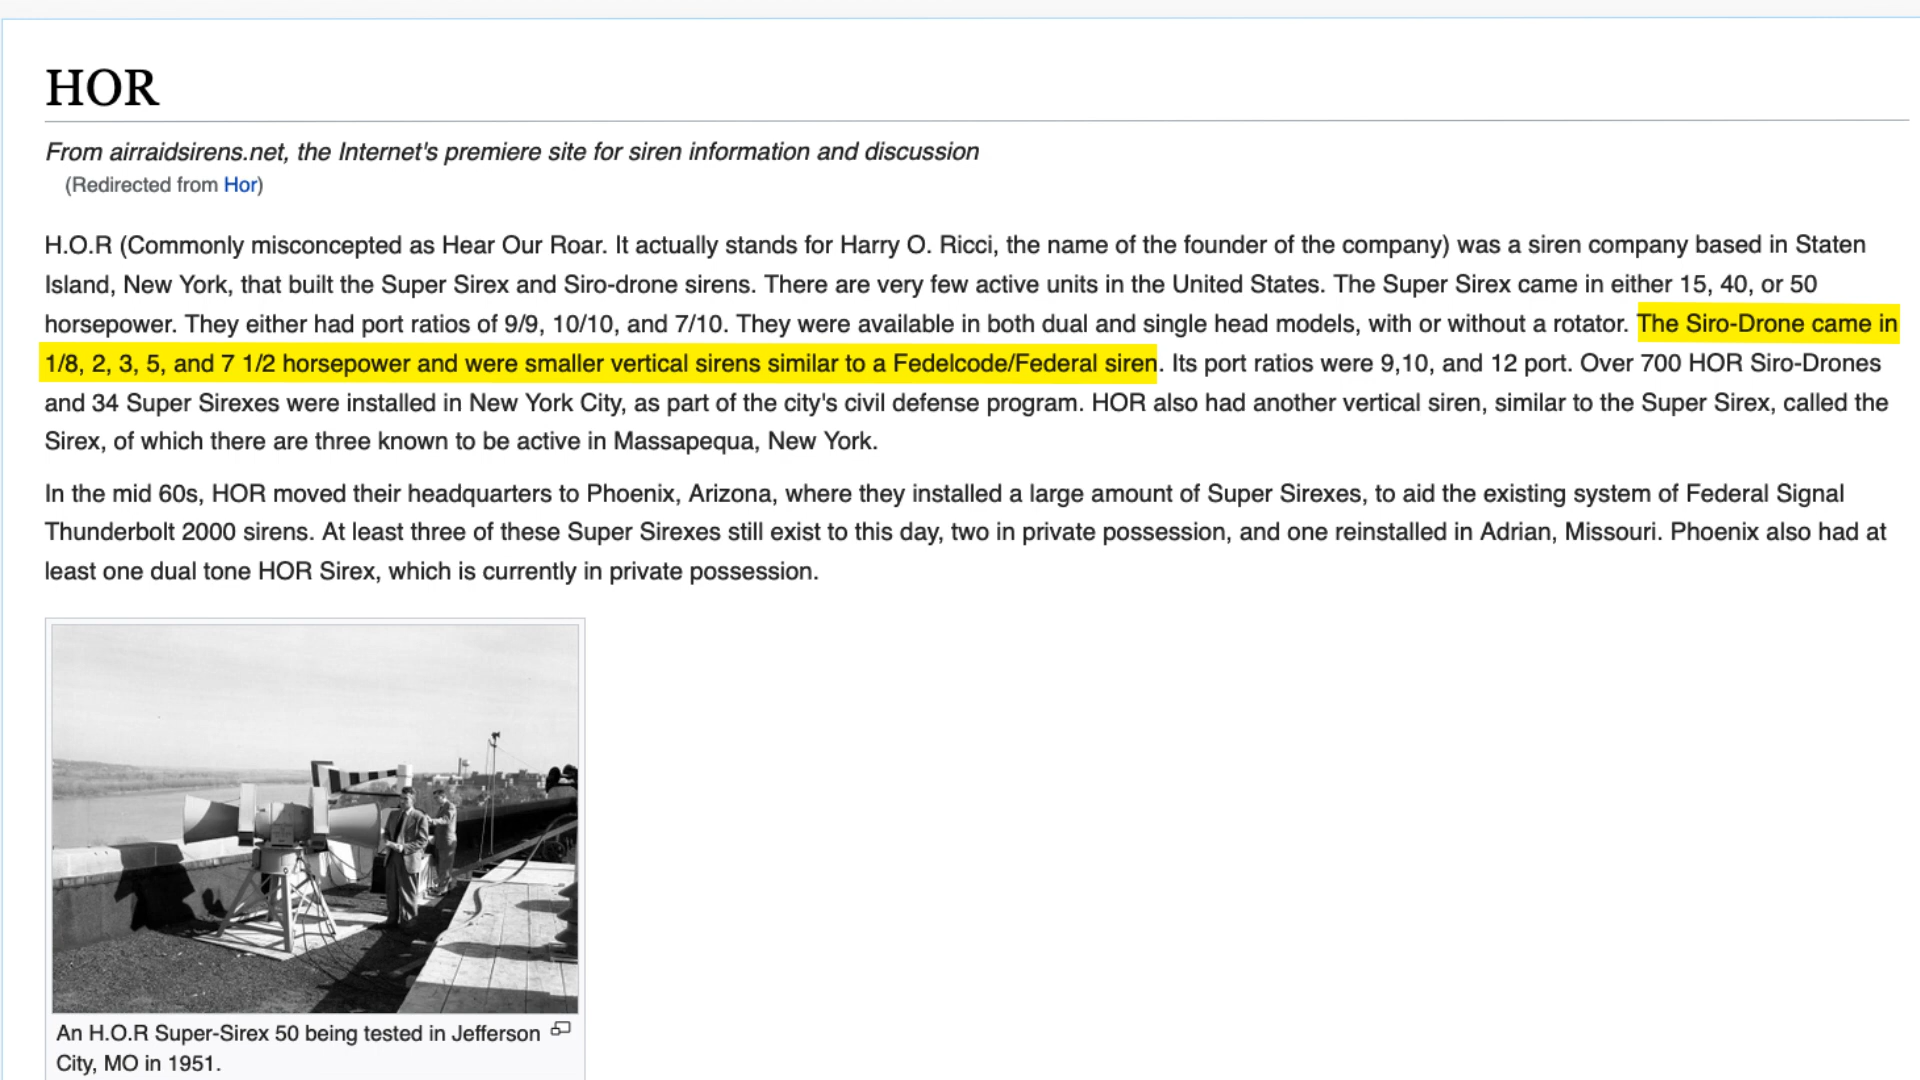 HOR
From airraidsirens.net, the Internet's premiere site for siren information and discussion
(Redirected from Hor)
H.O.R (Commonly misconcepted as Hear Our Roar. It actually stands for Harry O. Ricci, the name of the founder of the company) was a siren company based in Staten
Island, New York, that built the Super Sirex and Siro-drone sirens. There are very few active units in the United States. The Super Sirex came in either 15, 40, or 50
horsepower. They either had port ratios of 9/9, 10/10, and 7/10. They were available in both dual and single head models, with or without a rotator. The Siro-Drone came in
1/8, 2, 3, 5, and 7 1/2 horsepower and were smaller vertical sirens similar to a Fedelcode/Federal siren. Its port ratios were 9,10, and 12 port. Over 700 HOR Siro-Drones
and 34 Super Sirexes were installed in New York City, as part of the city's civil defense program. HOR also had another vertical siren, similar to the Super Sirex, called the
Sirex, of which there are three known to be active in Massapequa, New York.
In the mid 60s, HOR moved their headquarters to Phoenix, Arizona, where they installed a large amount of Super Sirexes, to aid the existing system of Federal Signal
Thunderbolt 2000 sirens. At least three of these Super Sirexes still exist to this day, two in private possession, and one reinstalled in Adrian, Missouri. Phoenix also had at
least one dual tone HOR Sirex, which is currently in private possession.
An H.O.R Super-Sirex 50 being tested in Jefferson
City, MO in 1951.